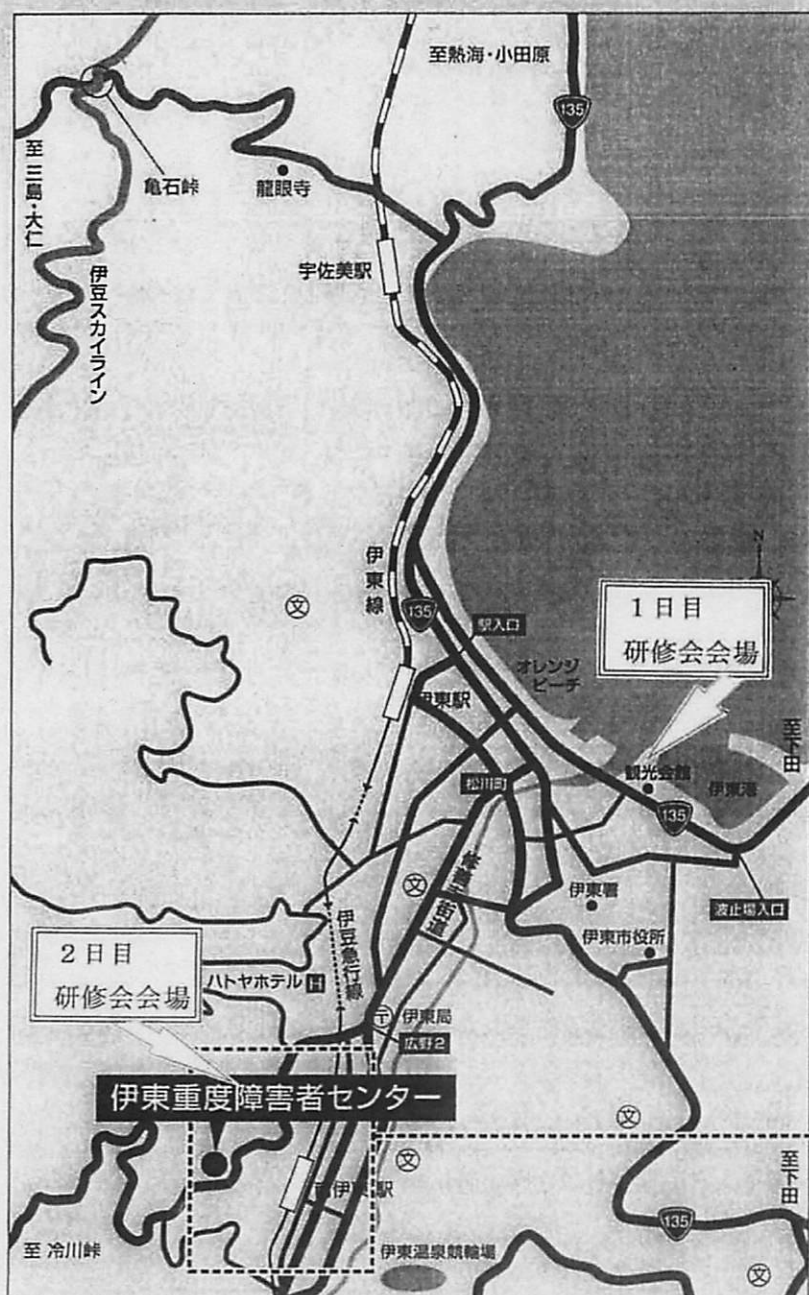 至熱海・小田原
135
至 三島・大仁
亀石峠
龍眼寺
伊豆スカイライン
宇佐美駅
伊東線
文
135
駅入口
N
1日目
研修会会場
オレンジ
ビーチ
伊東駅
至下田
観光会館
伊東港
松川町
135
修善寺街道
文
伊東署
波止場入口
伊東市役所
伊豆急行線
2日目
研修会会場
ハトヤホテル H
〒 伊東局
広野2
伊東重度障害者センター
文
文
至下田
南伊東駅
135
至 冷川峠
伊東温泉競輪場
文